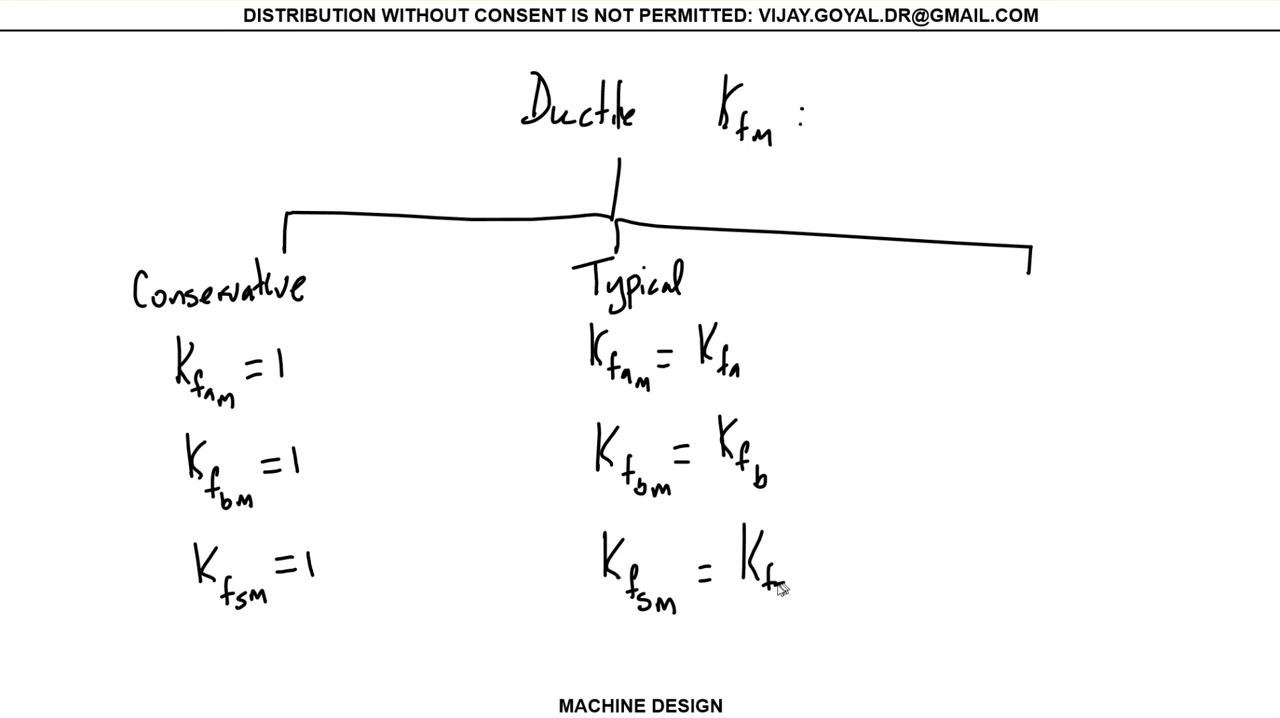 DISTRIBUTION WITHOUT CONSENT IS NOT PERMITTED: VIJAY.GOYAL.DR@GMAIL.COM
Ductile K_fM :
Conservative
K_faM = 1
K_fbM = 1
K_fsM = 1
Typical
K_faM = K_fa
K_fbM = K_fb
K_fsM = K_f
MACHINE DESIGN